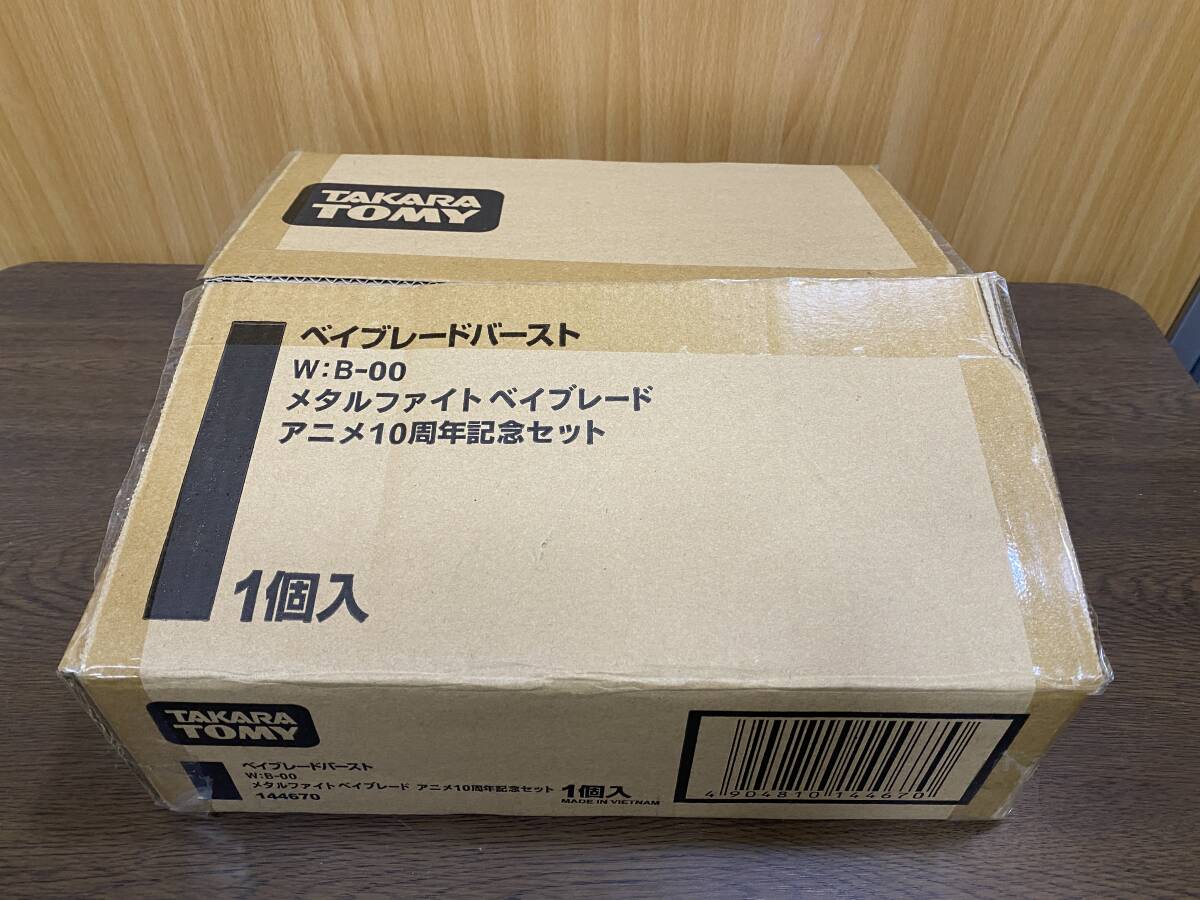 TAKARA
TOMY
ベイブレードバースト
W:B-00
メタルファイト ベイブレード
アニメ10周年記念セット
1個入
TAKARA
TOMY
ベイブレードバースト
W:B-00
メタルファイト ベイブレード アニメ10周年記念セット
144670
1個入
MADE IN VIETNAM
4 904810 144670